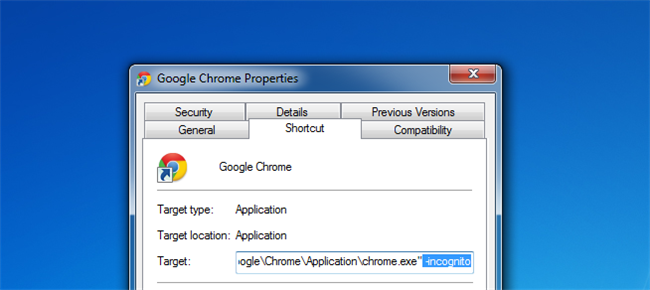 Google Chrome Properties
Security Details Previous Versions
General Shortcut Compatibility
Google Chrome
Target type: Application
Target location: Application
Target: ogle\Chrome\Application\chrome.exe" -incognito